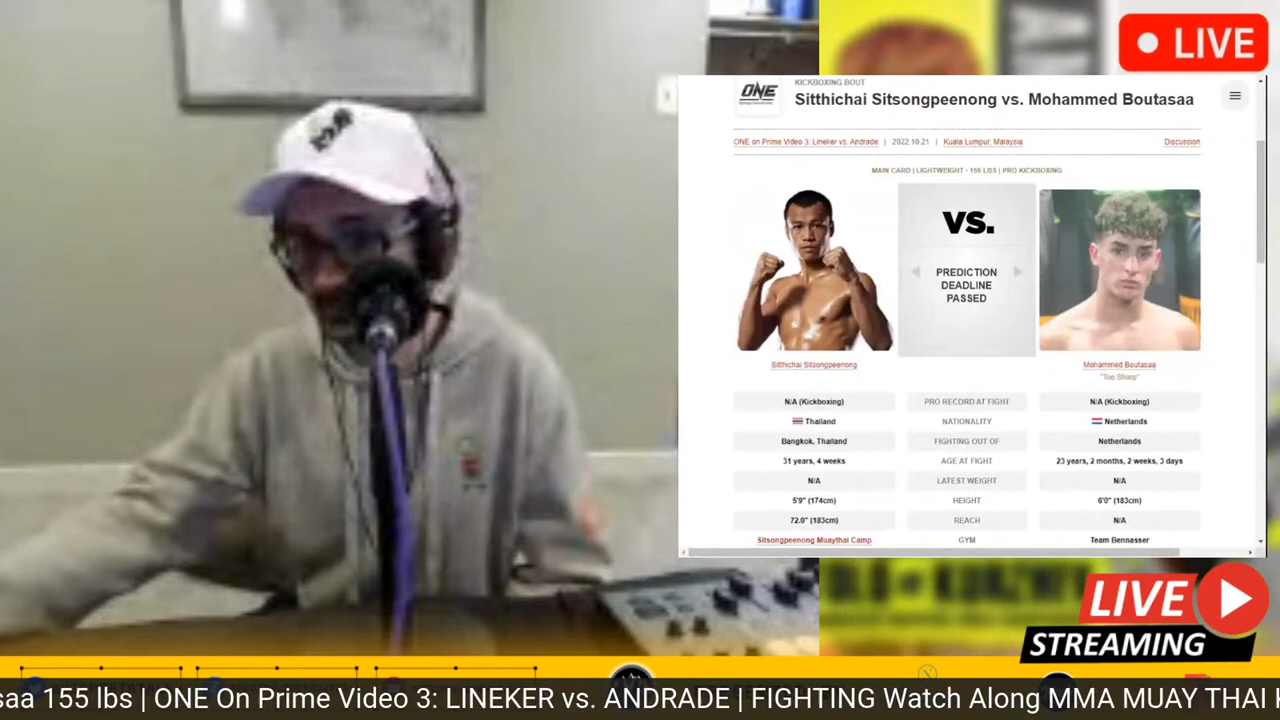 LIVE
KICKBOXING BOUT
ONE
Sitthichai Sitsongpeenong vs. Mohammed Boutasaa
ONE on Prime Video 3: Lineker vs. Andrade | 2022.10.21 | Kuala Lumpur, Malaysia
Discussion
MAIN CARD | LIGHTWEIGHT · 156 LBS | PRO KICKBOXING
VS.
PREDICTION
DEADLINE
PASSED
Sitthichai Sitsongpeenong
Mohammed Boutasaa
"Too Sharp"
N/A (Kickboxing) PRO RECORD AT FIGHT N/A (Kickboxing)
Thailand NATIONALITY Netherlands
Bangkok, Thailand FIGHTING OUT OF Netherlands
31 years, 4 weeks AGE AT FIGHT 23 years, 2 months, 2 weeks, 3 days
N/A LATEST WEIGHT N/A
5'9" (174cm) HEIGHT 6'0" (183cm)
72.0" (183cm) REACH N/A
Sitsongpeenong Muaythai Camp GYM Team Bennasser
LIVE
STREAMING
saa 155 lbs | ONE On Prime Video 3: LINEKER vs. ANDRADE | FIGHTING Watch Along MMA MUAY THAI